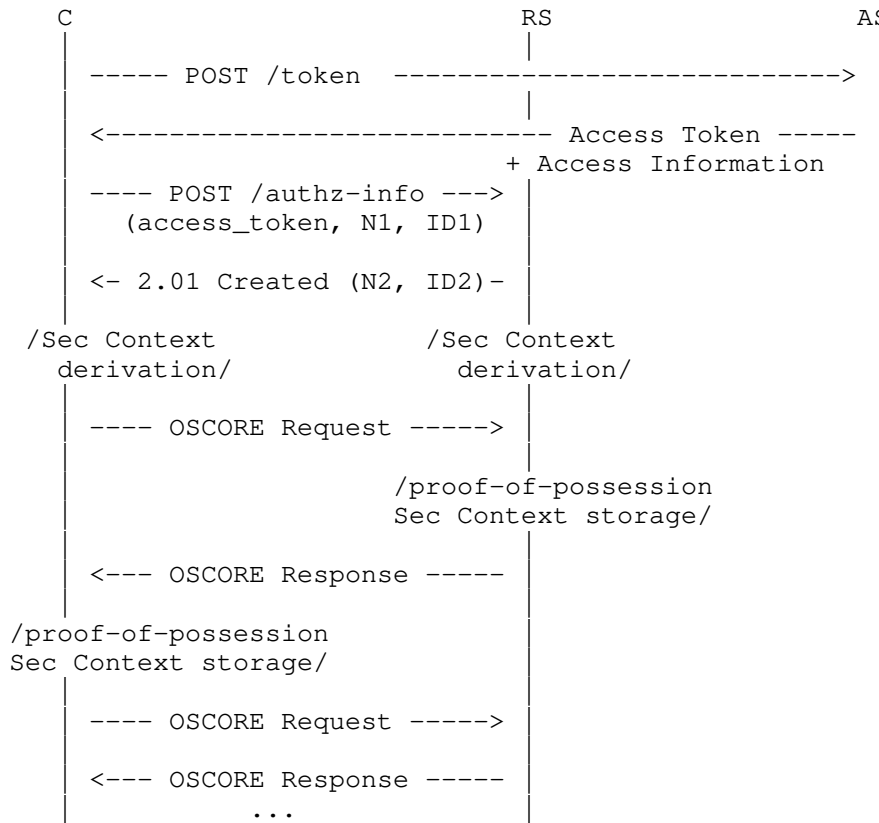 C RS AS
| |
| ----- POST /token ---------------------------->
| |
| <---------------------------- Access Token -----
| + Access Information
| ---- POST /authz-info ---> |
| (access_token, N1, ID1) |
| |
| <- 2.01 Created (N2, ID2)- |
| |
/Sec Context /Sec Context
derivation/ derivation/
| |
| ---- OSCORE Request -----> |
| |
| /proof-of-possession
| Sec Context storage/
| |
| <--- OSCORE Response ----- |
| |
/proof-of-possession |
Sec Context storage/ |
| |
| ---- OSCORE Request -----> |
| |
| <--- OSCORE Response ----- |
| ... |